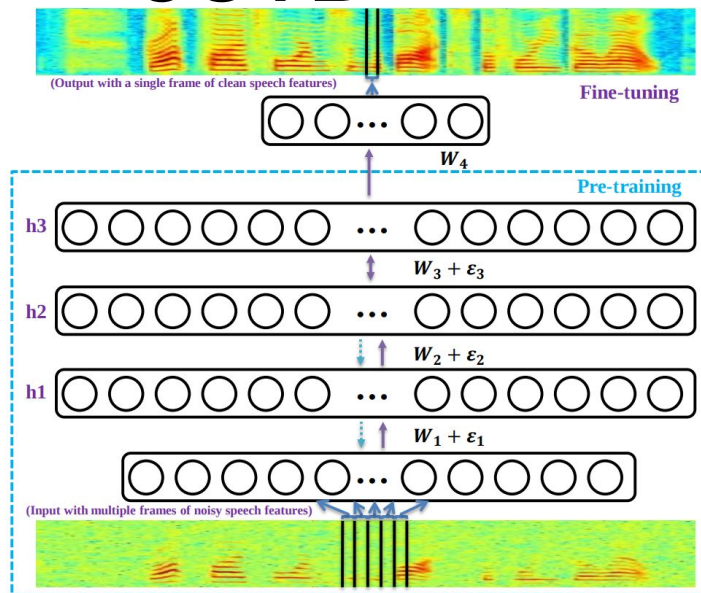 (Output with a single frame of clean speech features)
Fine-tuning
...
W₄
Pre-training
h3
...
W₃ + ε₃
h2
...
W₂ + ε₂
h1
...
W₁ + ε₁
...
(Input with multiple frames of noisy speech features)